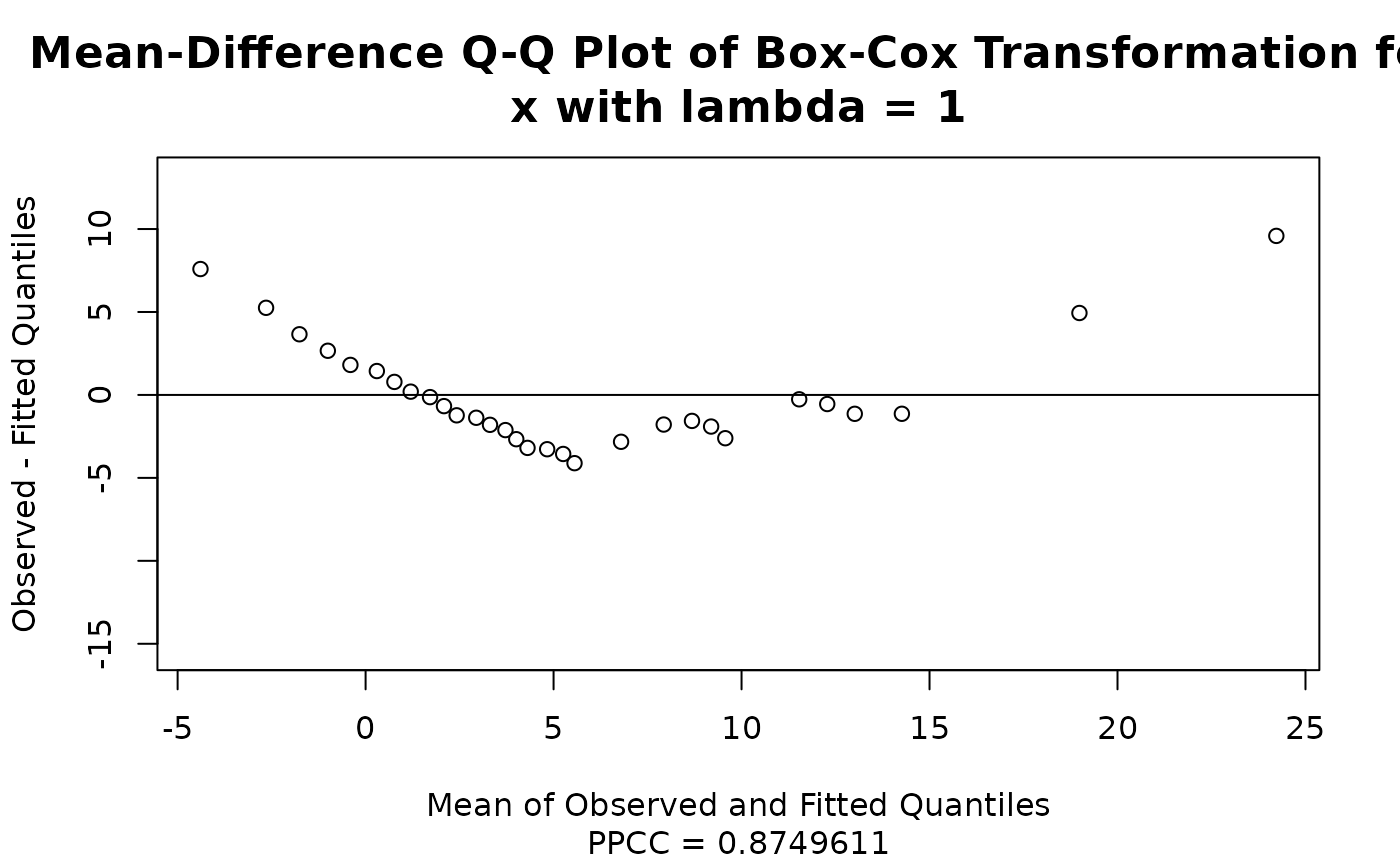 Mean-Difference Q-Q Plot of Box-Cox Transformation fo
x with lambda = 1
Observed - Fitted Quantiles
10
5
0
-5
-15
-5 0 5 10 15 20 25
Mean of Observed and Fitted Quantiles
PPCC = 0.8749611